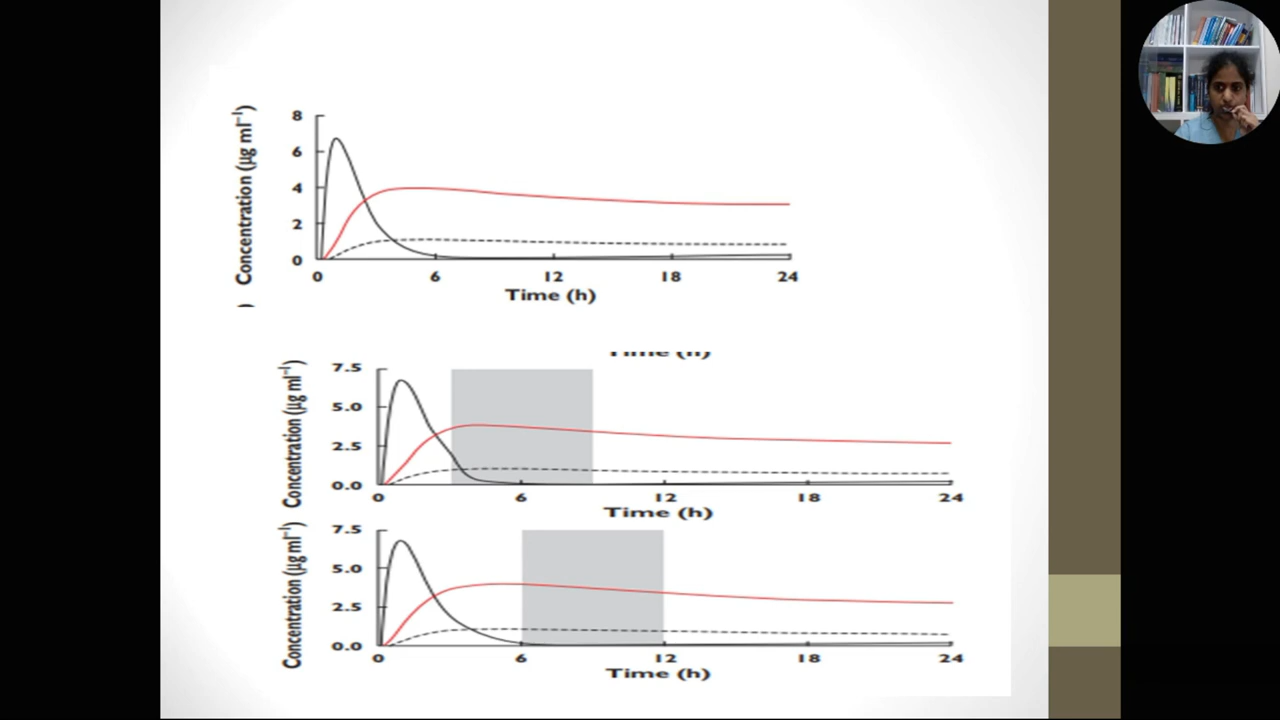 Concentration (µg ml⁻¹)
8
6
4
2
0
0 6 12 18 24
Time (h)
)
Time (h)
Concentration (µg ml⁻¹)
7.5
5.0
2.5
0.0
0 6 12 18 24
Time (h)
Concentration (µg ml⁻¹)
7.5
5.0
2.5
0.0
0 6 12 18 24
Time (h)